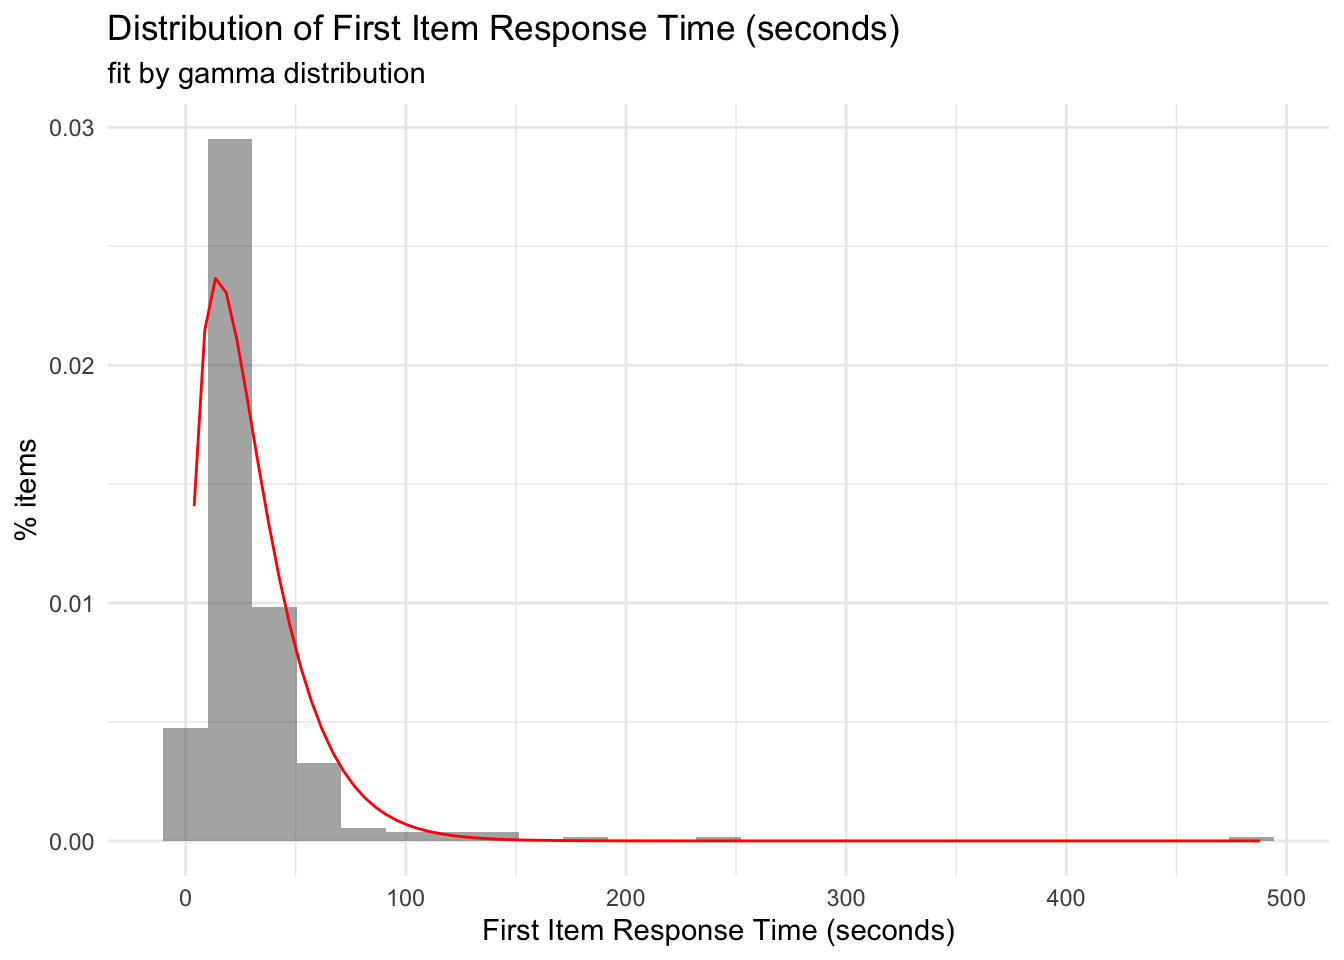 Distribution of First Item Response Time (seconds)
fit by gamma distribution
0.03
0.02
0.01
0.00
% items
0 100 200 300 400 500
First Item Response Time (seconds)